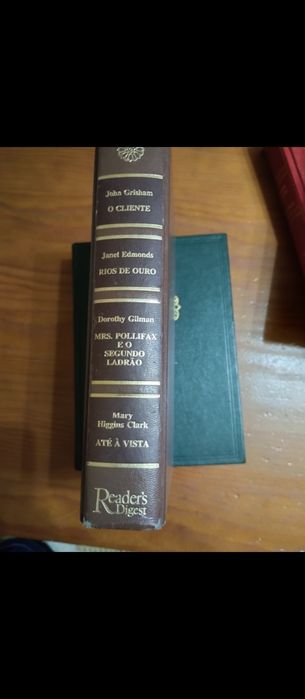 John Grisham
O CLIENTE
Janet Edmonds
RIOS DE OURO
Dorothy Gilman
MRS. POLLIFAX
E O
SEGUNDO
LADRÃO
Mary
Higgins Clark
ATÉ À VISTA
Reader's
Digest